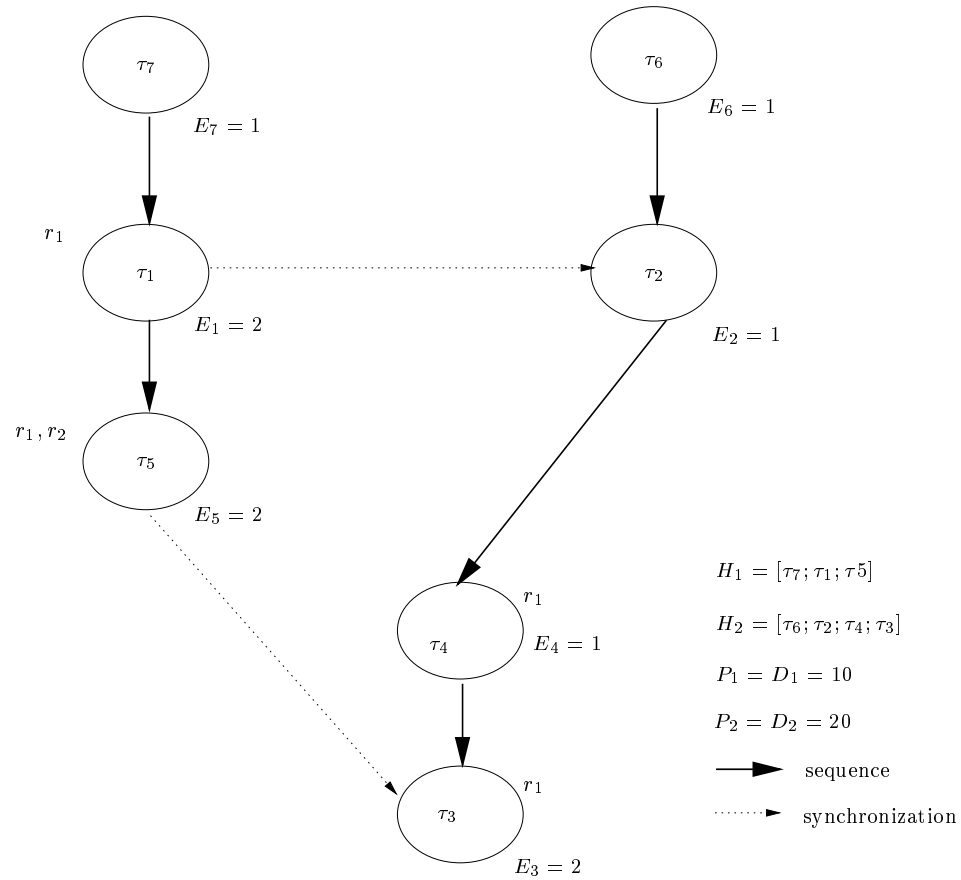 τ7
τ6
E7 = 1
E6 = 1
r1
τ1
τ2
E1 = 2
E2 = 1
r1, r2
τ5
E5 = 2
H1 = [τ7; τ1; τ5]
r1
H2 = [τ6; τ2; τ4; τ3]
τ4
E4 = 1
P1 = D1 = 10
P2 = D2 = 20
sequence
r1
τ3
synchronization
E3 = 2